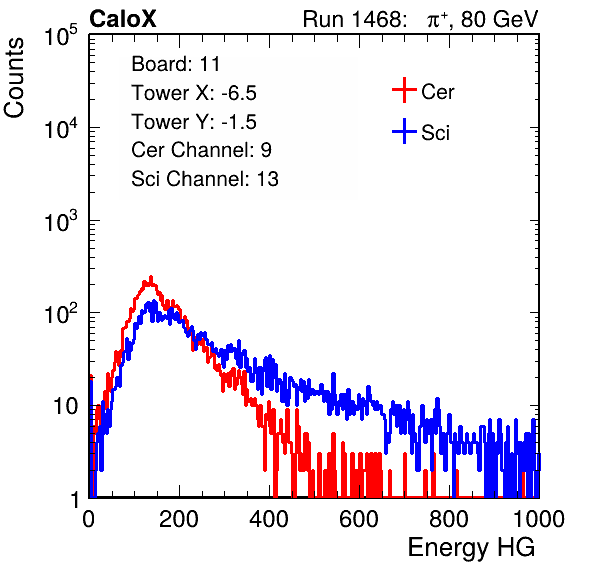 CaloX Run 1468: π⁺, 80 GeV
Counts
10⁵
10⁴
10³
10²
10
1
Board: 11
Tower X: -6.5
Tower Y: -1.5
Cer Channel: 9
Sci Channel: 13
Cer
Sci
0 200 400 600 800 1000
Energy HG